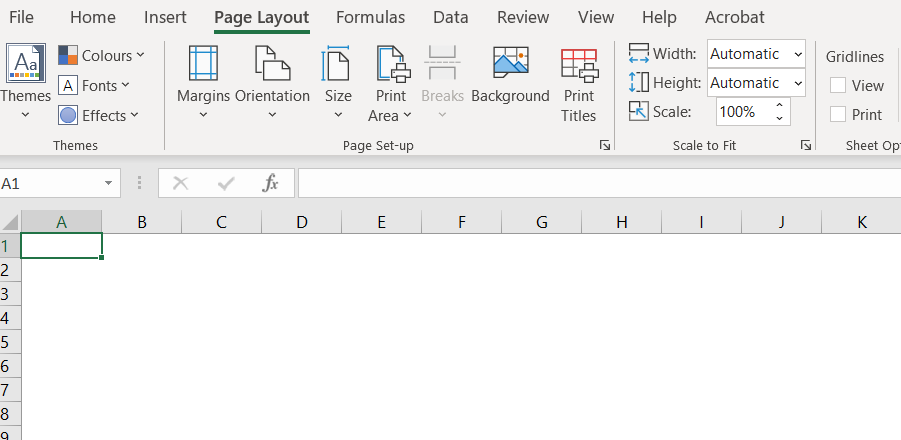 File Home Insert Page Layout Formulas Data Review View Help Acrobat
Aa Colours Width: Automatic Gridlines
A Fonts Height: Automatic View
Themes Margins Orientation Size Print Breaks Background Print
Effects Area Titles Scale: 100% Print
Themes Page Set-up Scale to Fit Sheet Opt
A1 fx
A B C D E F G H I J K
1
2
3
4
5
6
7
8
9